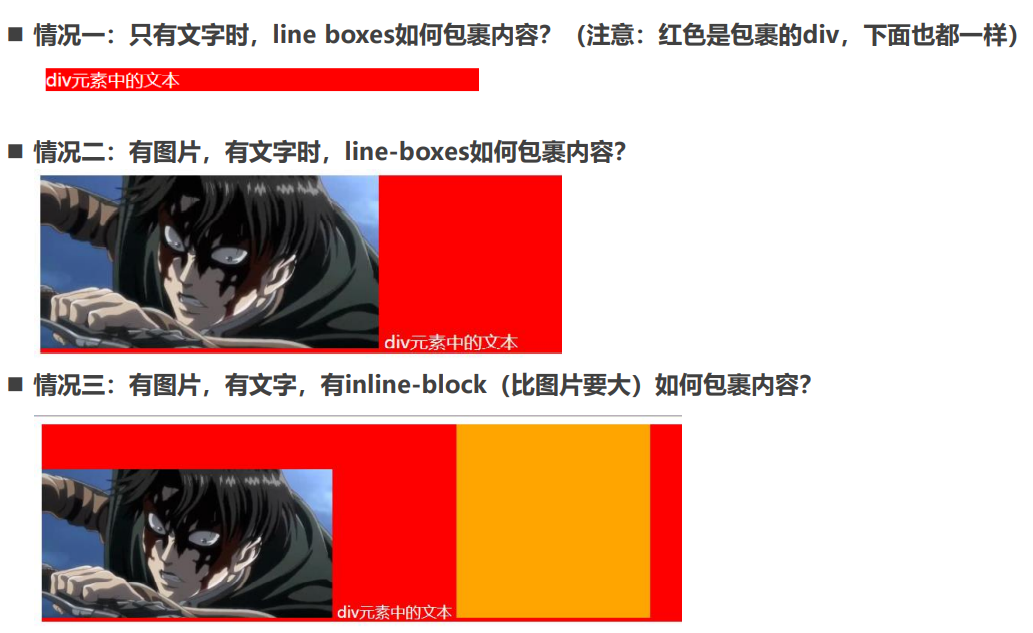 ■ 情况一：只有文字时，line boxes如何包裹内容？（注意：红色是包裹的div，下面也都一样）
div元素中的文本
■ 情况二：有图片，有文字时，line-boxes如何包裹内容？
div元素中的文本
■ 情况三：有图片，有文字，有inline-block（比图片要大）如何包裹内容？
div元素中的文本